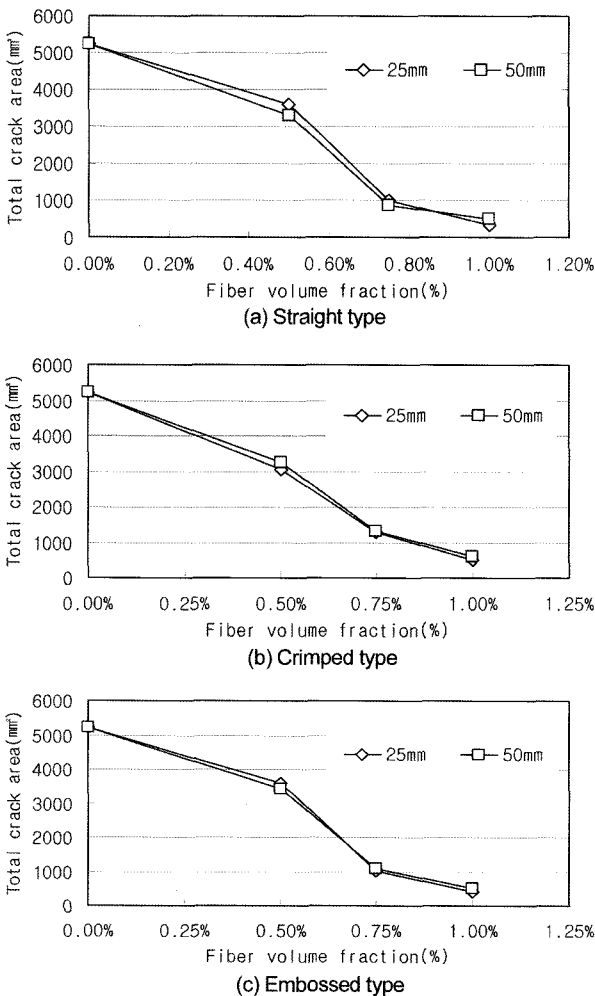 6000
5000
4000
3000
2000
1000
0
Total crack area(㎟)
25mm 50mm
0.00% 0.20% 0.40% 0.60% 0.80% 1.00% 1.20%
Fiber volume fraction(%)
(a) Straight type
6000
5000
4000
3000
2000
1000
0
Total crack area(㎟)
25mm 50mm
0.00% 0.25% 0.50% 0.75% 1.00% 1.25%
Fiber volume fraction(%)
(b) Crimped type
6000
5000
4000
3000
2000
1000
0
Total crack area(㎟)
25mm 50mm
0.00% 0.25% 0.50% 0.75% 1.00% 1.25%
Fiber volume fraction(%)
(c) Embossed type